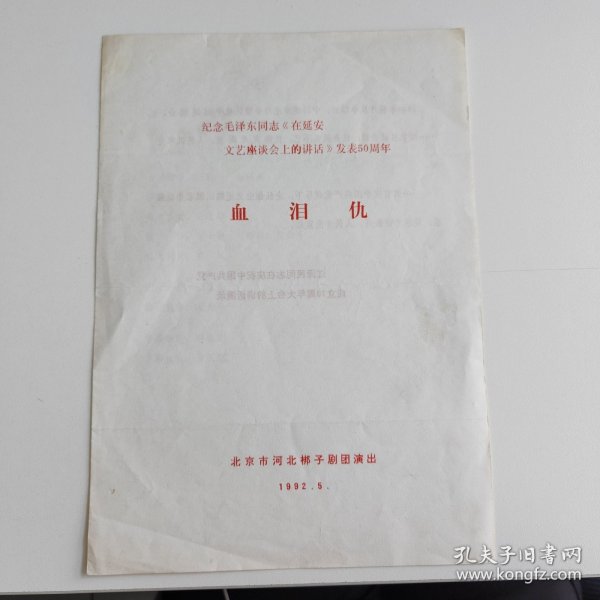 纪念毛泽东同志《在延安
文艺座谈会上的讲话》发表50周年
血泪仇
北京市河北梆子剧团演出
1992.5.
孔夫子旧书网
www.kongfz.com